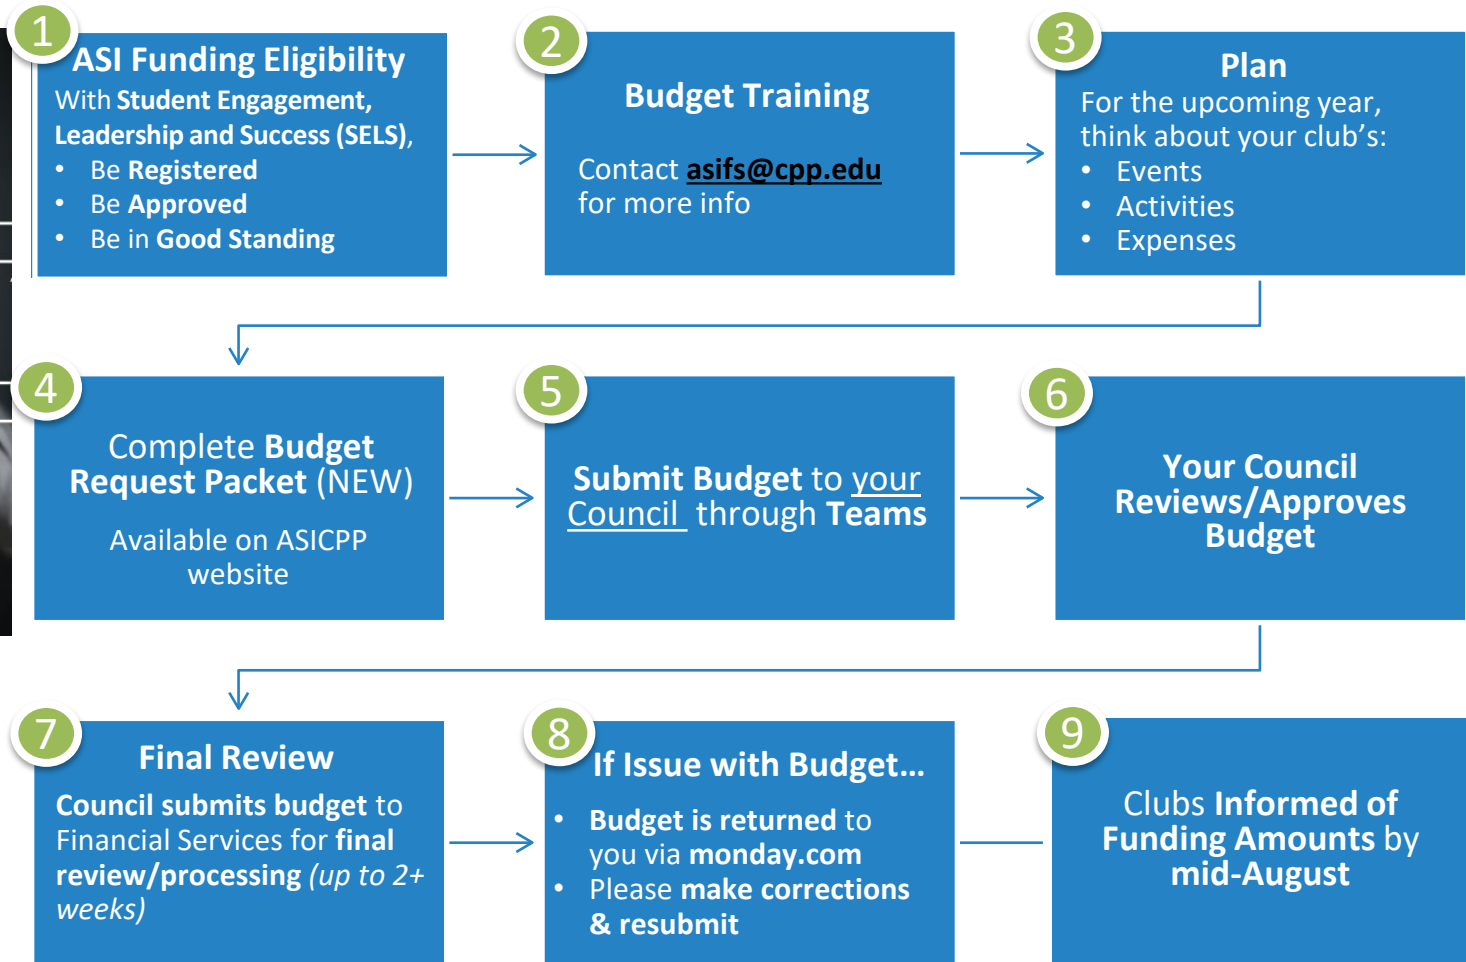 1
ASI Funding Eligibility
With Student Engagement,
Leadership and Success (SELS),
• Be Registered
• Be Approved
• Be in Good Standing
2
Budget Training
Contact asifs@cpp.edu
for more info
3
Plan
For the upcoming year,
think about your club's:
• Events
• Activities
• Expenses
4
Complete Budget
Request Packet (NEW)
Available on ASICPP
website
5
Submit Budget to your
Council through Teams
6
Your Council
Reviews/Approves
Budget
7
Final Review
Council submits budget to
Financial Services for final
review/processing (up to 2+
weeks)
8
If Issue with Budget…
• Budget is returned to
you via monday.com
• Please make corrections
& resubmit
9
Clubs Informed of
Funding Amounts by
mid-August